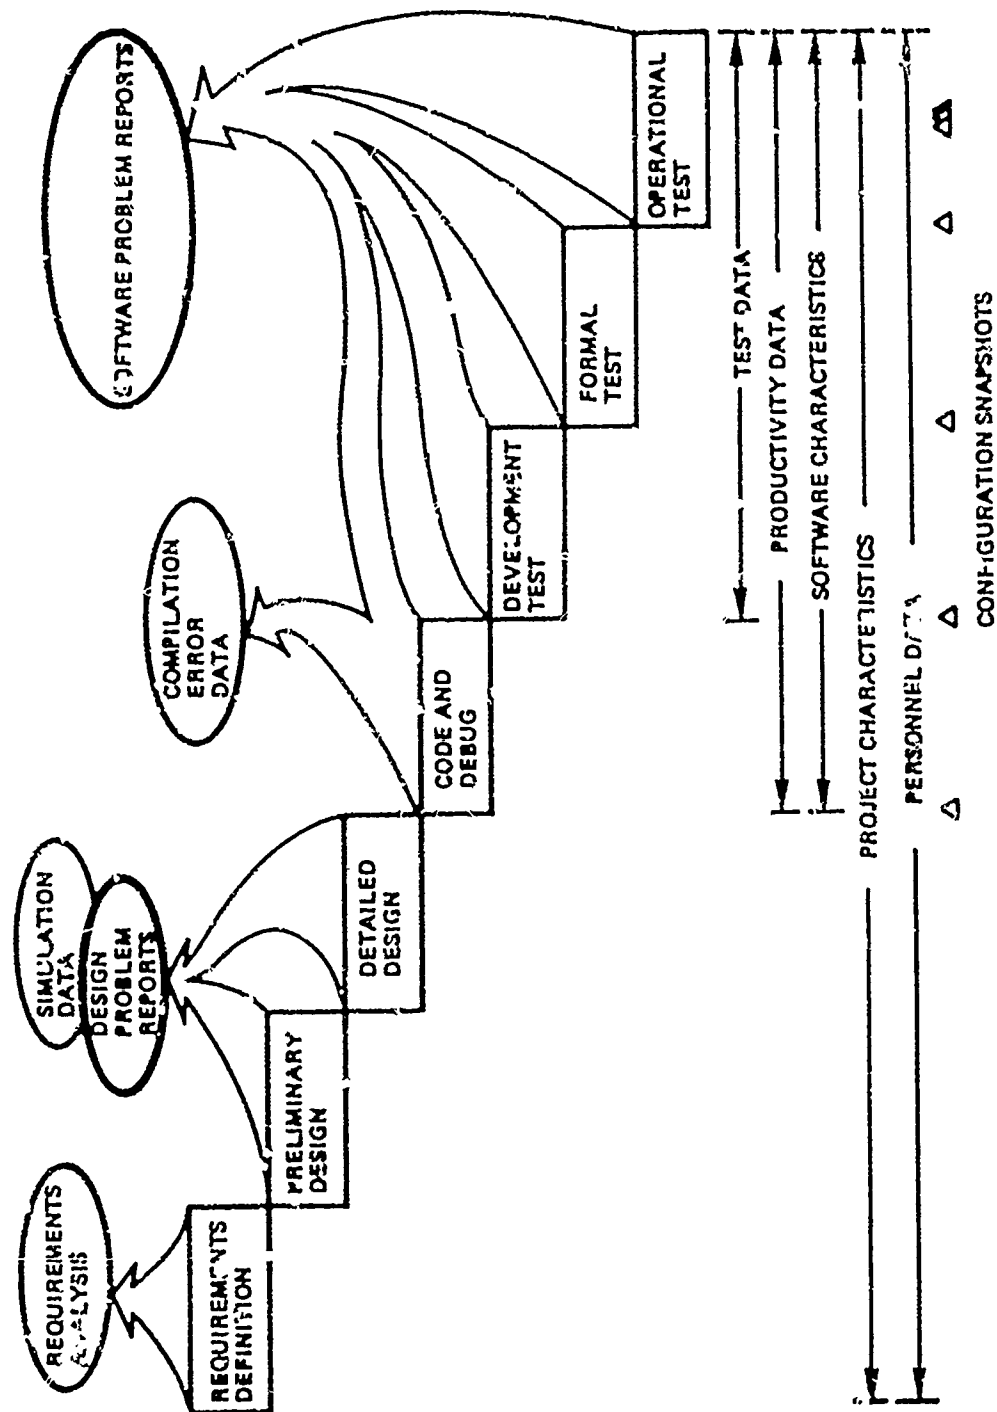 REQUIREMENTS
ANALYSIS
SIMULATION
DATA
DESIGN
PROBLEM
REPORTS
COMPILATION
ERROR
DATA
SOFTWARE PROBLEM REPORTS
REQUIREMENTS
DEFINITION
PRELIMINARY
DESIGN
DETAILED
DESIGN
CODE AND
DEBUG
DEVELOPMENT
TEST
FORMAL
TEST
OPERATIONAL
TEST
TEST DATA
PRODUCTIVITY DATA
SOFTWARE CHARACTERISTICS
PROJECT CHARACTERISTICS
PERSONNEL DATA
CONFIGURATION SNAPSHOTS